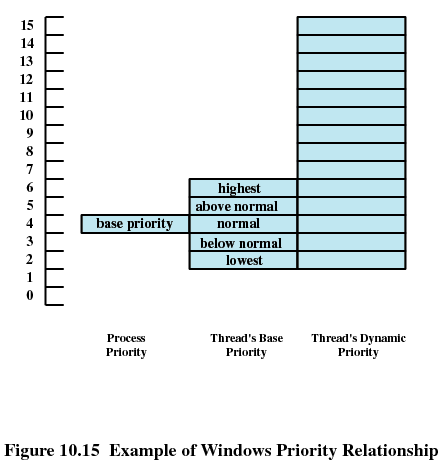 15
14
13
12
11
10
9
8
7
6
5
4
3
2
1
0
base priority
highest
above normal
normal
below normal
lowest
Process
Priority
Thread's Base
Priority
Thread's Dynamic
Priority
Figure 10.15 Example of Windows Priority Relationship